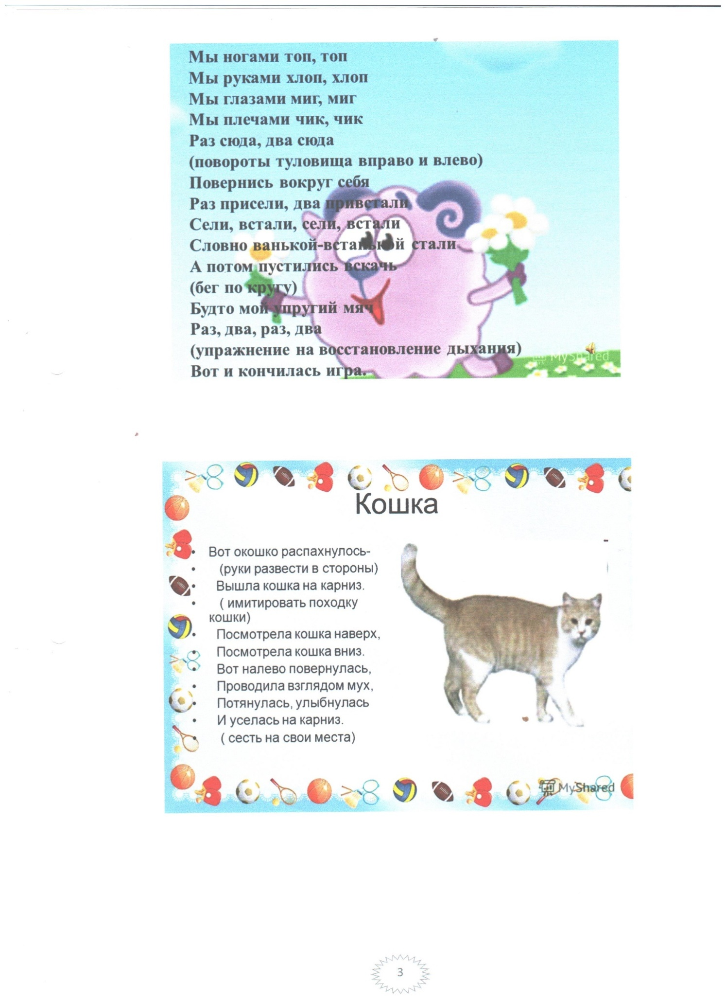 Мы ногами топ, топ
Мы руками хлоп, хлоп
Мы глазами миг, миг
Мы плечами чик, чик
Раз сюда, два сюда
(повороты туловища вправо и влево)
Повернись вокруг себя
Раз присели, два привстали
Сели, встали, сели, встали
Словно ванькой-встанькой стали
А потом пустились вскачь
(бег по кругу)
Будто мой упругий мяч
Раз, два, раз, два
(упражнение на восстановление дыхания)
MyShared
Вот и кончилась игра.
Кошка
• Вот окошко распахнулось-
• (руки развести в стороны)
• Вышла кошка на карниз.
• ( имитировать походку
кошки)
• Посмотрела кошка наверх,
• Посмотрела кошка вниз.
• Вот налево повернулась,
• Проводила взглядом мух,
• Потянулась, улыбнулась
• И уселась на карниз.
• ( сесть на свои места)
MyShared
3